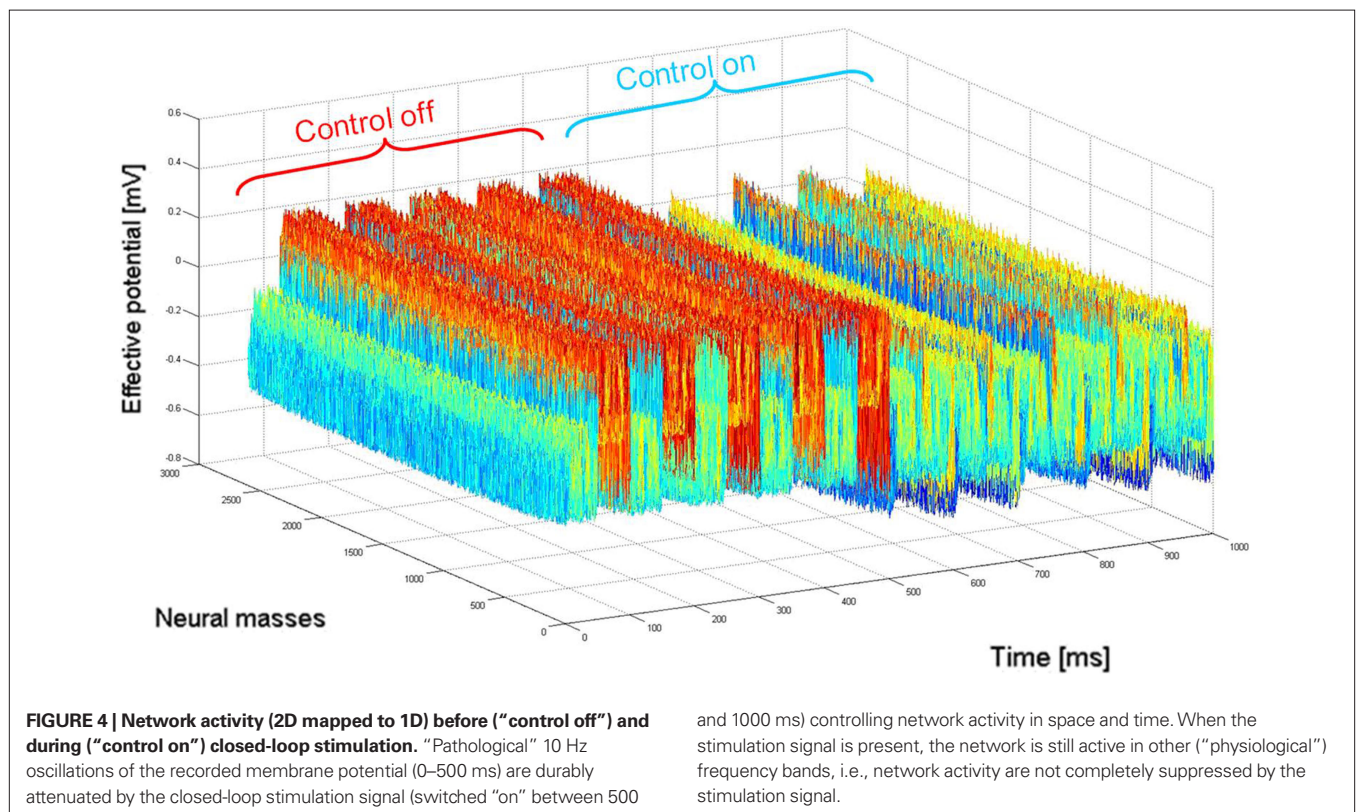 Control on
Control off
0.6
0.4
0.2
0
-0.2
-0.4
-0.6
-0.8
Effective potential [mV]
3000
2500
2000
1500
1000
500
0
Neural masses
0
100
200
300
400
500
600
700
800
900
1000
Time [ms]
FIGURE 4 | Network activity (2D mapped to 1D) before (“control off”) and
during (“control on”) closed-loop stimulation. “Pathological” 10 Hz
oscillations of the recorded membrane potential (0–500 ms) are durably
attenuated by the closed-loop stimulation signal (switched “on” between 500
and 1000 ms) controlling network activity in space and time. When the
stimulation signal is present, the network is still active in other (“physiological”)
frequency bands, i.e., network activity are not completely suppressed by the
stimulation signal.